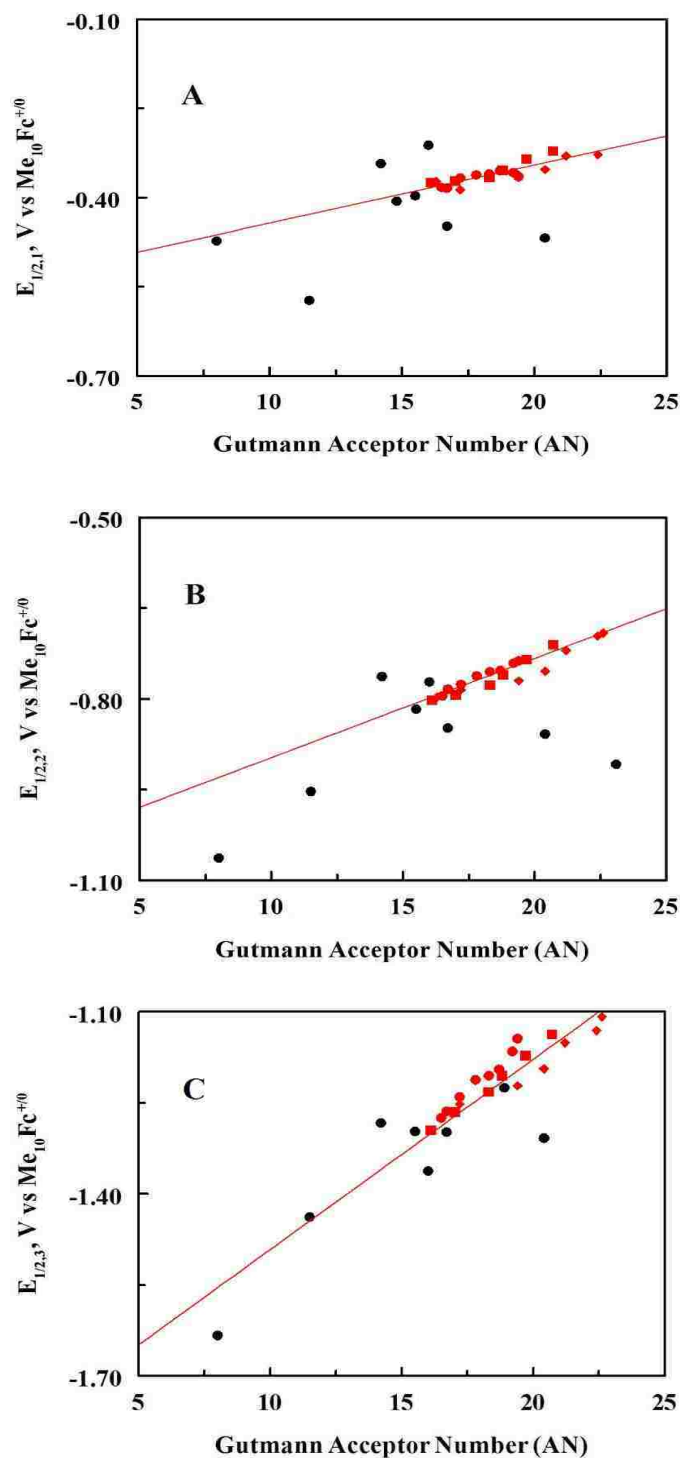 -0.10
A
-0.40
-0.70
5 10 15 20 25
E1/2,1, V vs Me10Fc+/0
Gutmann Acceptor Number (AN)
-0.50
B
-0.80
-1.10
5 10 15 20 25
E1/2,2, V vs Me10Fc+/0
Gutmann Acceptor Number (AN)
-1.10
C
-1.40
-1.70
5 10 15 20 25
E1/2,3, V vs Me10Fc+/0
Gutmann Acceptor Number (AN)